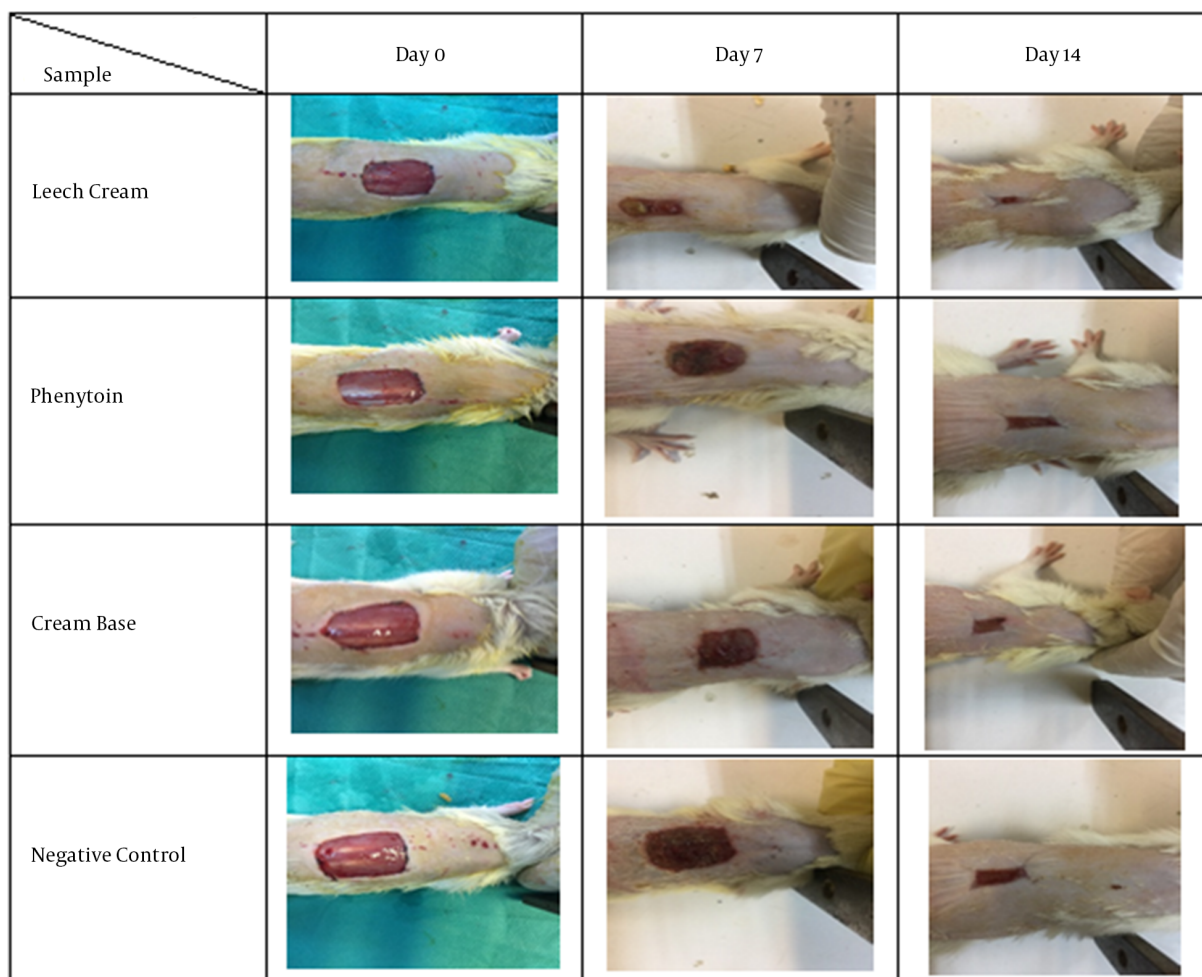 Sample
Day 0
Day 7
Day 14
Leech Cream
Phenytoin
Cream Base
Negative Control